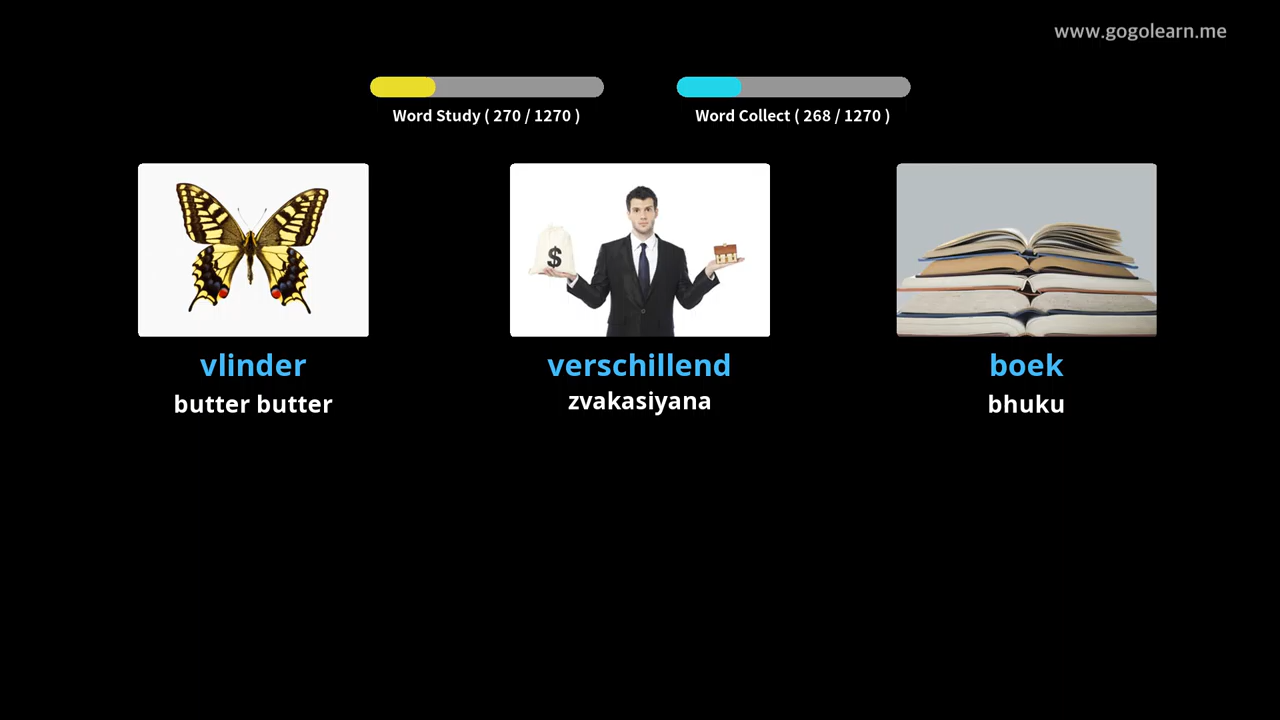 www.gogolearn.me
Word Study ( 270 / 1270 )
Word Collect ( 268 / 1270 )
$
vlinder
verschillend
boek
butter butter
zvakasiyana
bhuku